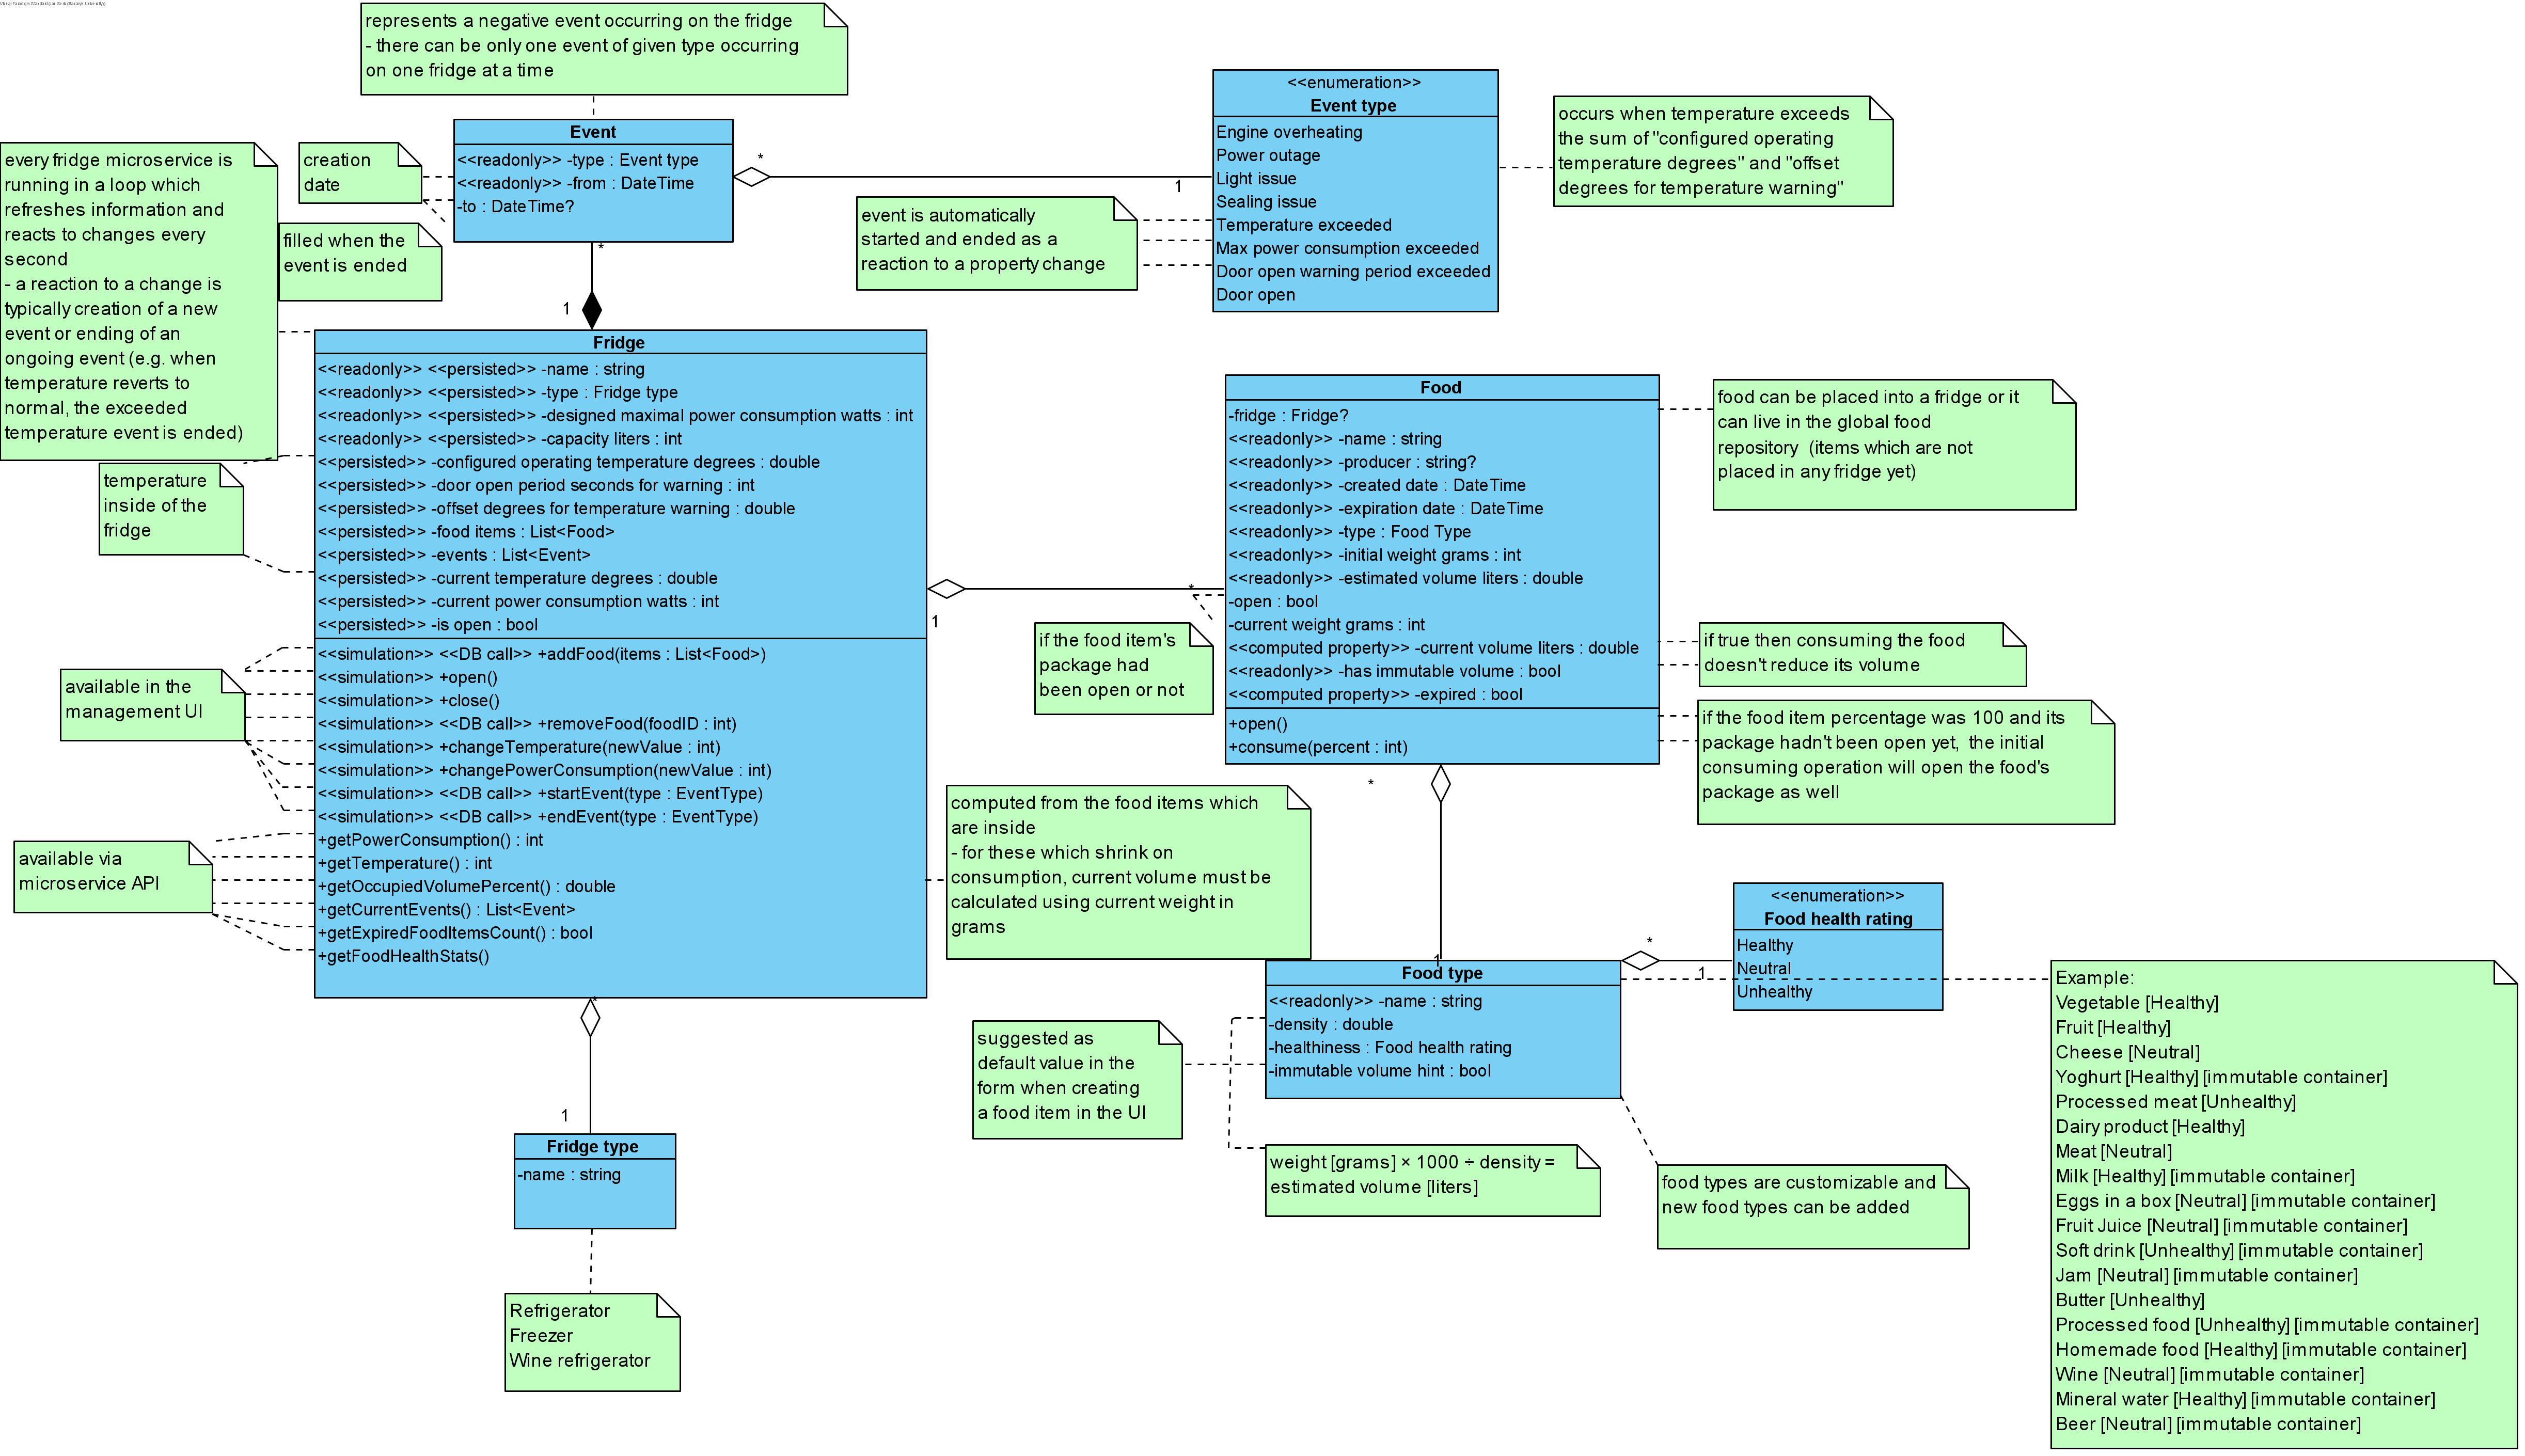 represents a negative event occurring on the fridge
- there can be only one event of given type occurring
on one fridge at a time
Event
<<readonly>> -type : Event type
<<readonly>> -from : DateTime
-to : DateTime?
*
1
<<enumeration>>
Event type
Engine overheating
Power outage
Light issue
Sealing issue
Temperature exceeded
Max power consumption exceeded
Door open warning period exceeded
Door open
occurs when temperature exceeds
the sum of "configured operating
temperature degrees" and "offset
degrees for temperature warning"
every fridge microservice is
running in a loop which
refreshes information and
reacts to changes every
second
- a reaction to a change is
typically creation of a new
event or ending of an
ongoing event (e.g. when
temperature reverts to
normal, the exceeded
temperature event is ended)
creation
date
filled when the
event is ended
event is automatically
started and ended as a
reaction to a property change
*
1
Fridge
<<readonly>> <<persisted>> -name : string
<<readonly>> <<persisted>> -type : Fridge type
<<readonly>> <<persisted>> -designed maximal power consumption watts : int
<<readonly>> <<persisted>> -capacity liters : int
<<persisted>> -configured operating temperature degrees : double
<<persisted>> -door open period seconds for warning : int
<<persisted>> -offset degrees for temperature warning : double
<<persisted>> -food items : List<Food>
<<persisted>> -events : List<Event>
<<persisted>> -current temperature degrees : double
<<persisted>> -current power consumption watts : int
<<persisted>> -is open : bool
<<simulation>> <<DB call>> +addFood(items : List<Food>)
<<simulation>> +open()
<<simulation>> +close()
<<simulation>> <<DB call>> +removeFood(foodID : int)
<<simulation>> +changeTemperature(newValue : int)
<<simulation>> +changePowerConsumption(newValue : int)
<<simulation>> <<DB call>> +startEvent(type : EventType)
<<simulation>> <<DB call>> +endEvent(type : EventType)
+getPowerConsumption() : int
+getTemperature() : int
+getOccupiedVolumePercent() : double
+getCurrentEvents() : List<Event>
+getExpiredFoodItemsCount() : bool
+getFoodHealthStats()
temperature
inside of the
fridge
available in the
management UI
available via
microservice API
*
1
Food
-fridge : Fridge?
<<readonly>> -name : string
<<readonly>> -producer : string?
<<readonly>> -created date : DateTime
<<readonly>> -expiration date : DateTime
<<readonly>> -type : Food Type
<<readonly>> -initial weight grams : int
<<readonly>> -estimated volume liters : double
-open : bool
-current weight grams : int
<<computed property>> -current volume liters : double
<<readonly>> -has immutable volume : bool
<<computed property>> -expired : bool
+open()
+consume(percent : int)
food can be placed into a fridge or it
can live in the global food
repository (items which are not
placed in any fridge yet)
if the food item's
package had
been open or not
if true then consuming the food
doesn't reduce its volume
if the food item percentage was 100 and its
package hadn't been open yet, the initial
consuming operation will open the food's
package as well
computed from the food items which
are inside
- for these which shrink on
consumption, current volume must be
calculated using current weight in
grams
*
1
<<enumeration>>
Food health rating
Healthy
Neutral
Unhealthy
*
1
Food type
<<readonly>> -name : string
-density : double
-healthiness : Food health rating
-immutable volume hint : bool
suggested as
default value in the
form when creating
a food item in the UI
weight [grams] × 1000 ÷ density =
estimated volume [liters]
food types are customizable and
new food types can be added
Example:
Vegetable [Healthy]
Fruit [Healthy]
Cheese [Neutral]
Yoghurt [Healthy] [immutable container]
Processed meat [Unhealthy]
Dairy product [Healthy]
Meat [Neutral]
Milk [Healthy] [immutable container]
Eggs in a box [Neutral] [immutable container]
Fruit Juice [Neutral] [immutable container]
Soft drink [Unhealthy] [immutable container]
Jam [Neutral] [immutable container]
Butter [Unhealthy]
Processed food [Unhealthy] [immutable container]
Homemade food [Healthy] [immutable container]
Wine [Neutral] [immutable container]
Mineral water [Healthy] [immutable container]
Beer [Neutral] [immutable container]
*
1
Fridge type
-name : string
Refrigerator
Freezer
Wine refrigerator